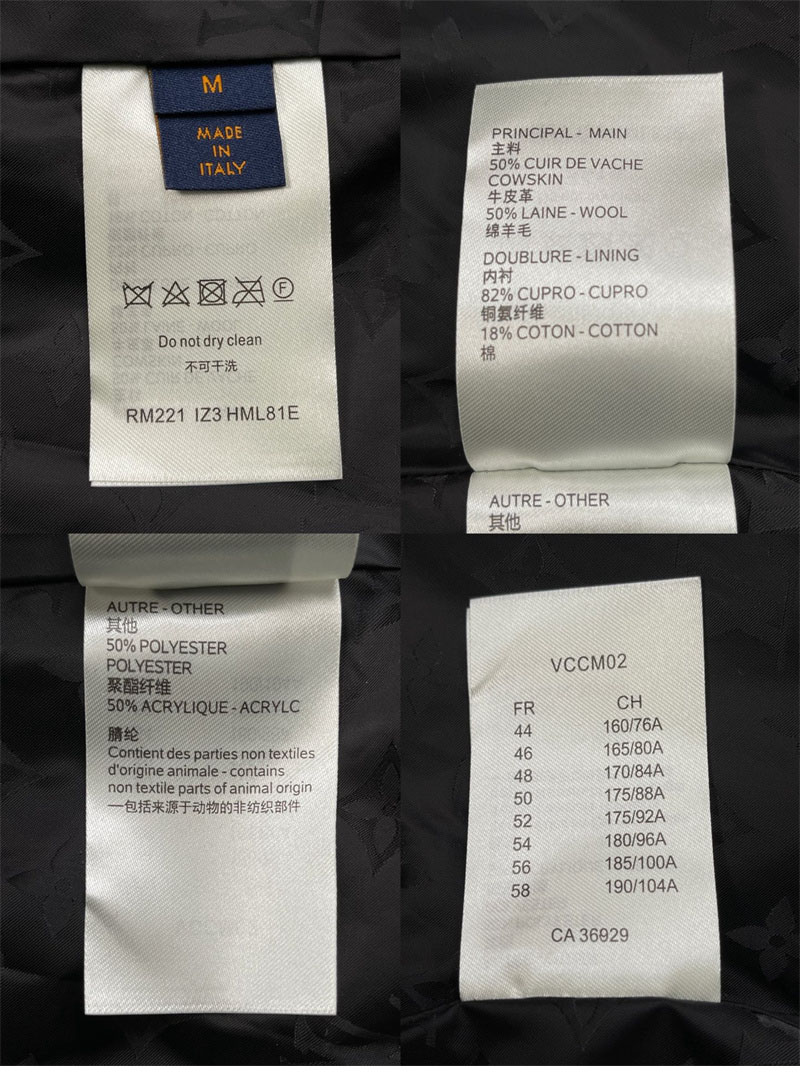 M
MADE
IN
ITALY
F
Do not dry clean
不可干洗
RM221 IZ3 HML81E
PRINCIPAL - MAIN
主料
50% CUIR DE VACHE
COWSKIN
牛皮革
50% LAINE - WOOL
绵羊毛
DOUBLURE - LINING
内衬
82% CUPRO - CUPRO
铜氨纤维
18% COTON - COTTON
棉
AUTRE - OTHER
其他
AUTRE - OTHER
其他
50% POLYESTER
POLYESTER
聚酯纤维
50% ACRYLIQUE - ACRYLC
腈纶
Contient des parties non textiles
d'origine animale - contains
non textile parts of animal origin
一包括来源于动物的非纺织部件
VCCM02
FR CH
44 160/76A
46 165/80A
48 170/84A
50 175/88A
52 175/92A
54 180/96A
56 185/100A
58 190/104A
CA 36929